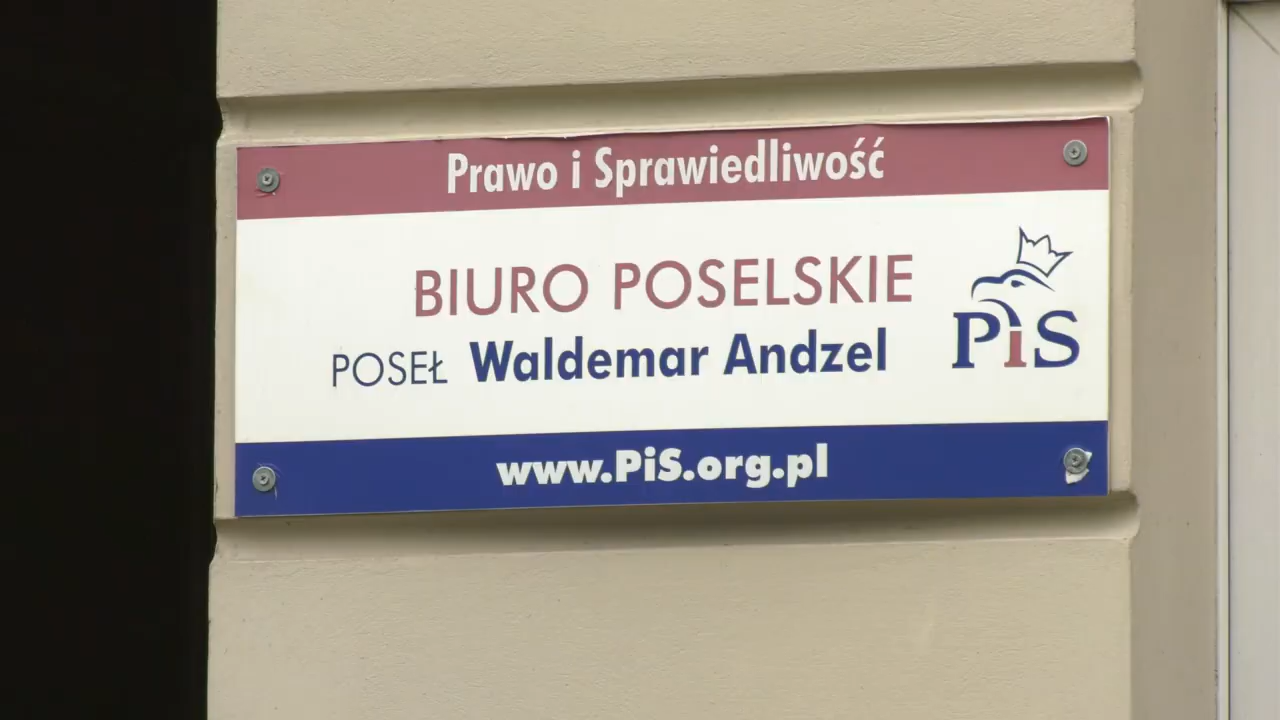 Prawo i Sprawiedliwość
BIURO POSELSKIE
POSEŁ Waldemar Andzel
PiS
www.PiS.org.pl